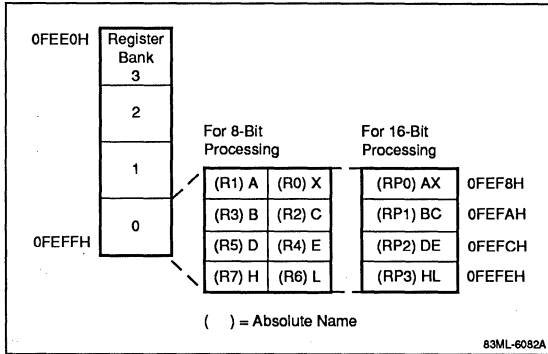 0FEE0H
Register
Bank
3
2
1
0
0FEFFH
For 8-Bit
Processing
For 16-Bit
Processing
(R1) A (R0) X (RP0) AX 0FEF8H
(R3) B (R2) C (RP1) BC 0FEFAH
(R5) D (R4) E (RP2) DE 0FEFCH
(R7) H (R6) L (RP3) HL 0FEFEH
( ) = Absolute Name
83ML-6082A